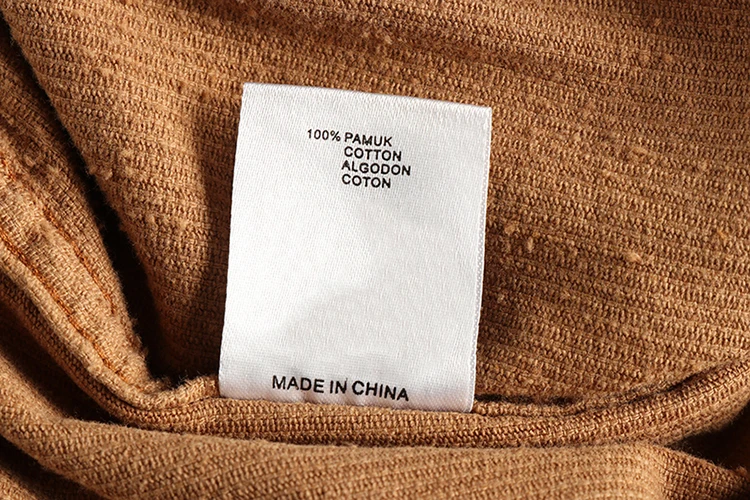 100% PAMUK
COTTON
ALGODON
COTON
MADE IN CHINA